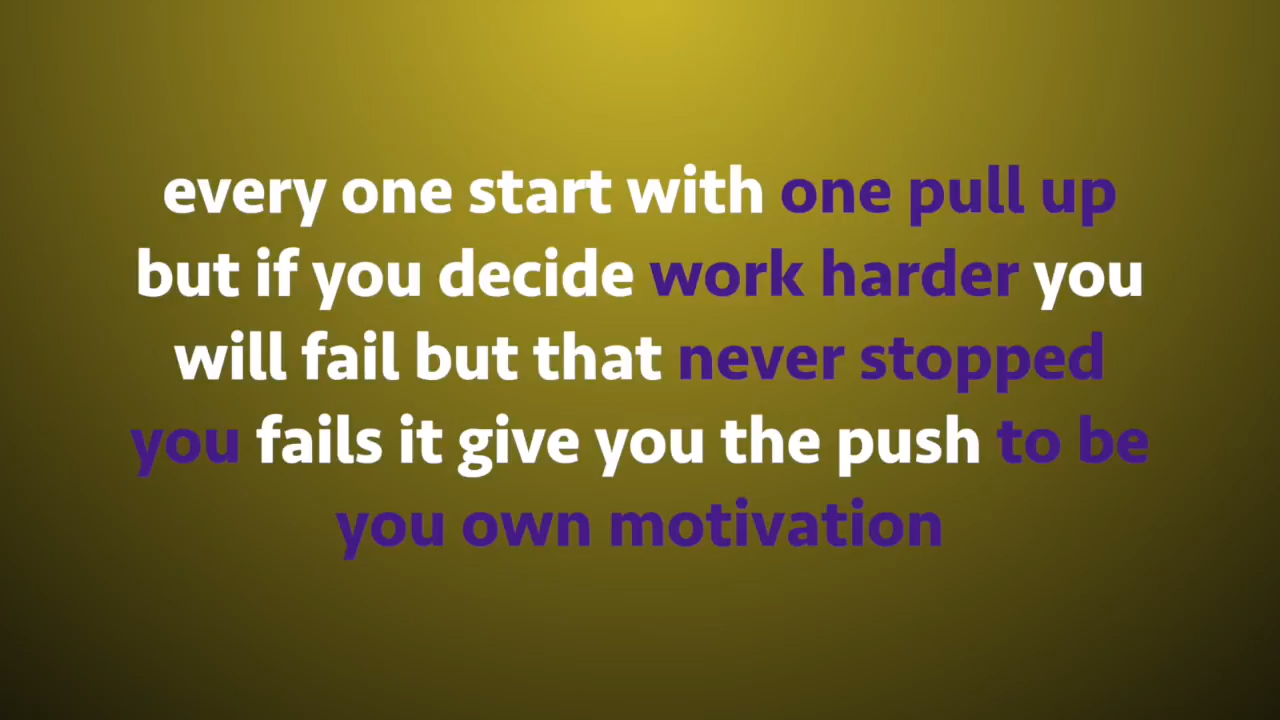 every one start with one pull up
but if you decide work harder you
will fail but that never stopped
you fails it give you the push to be
you own motivation